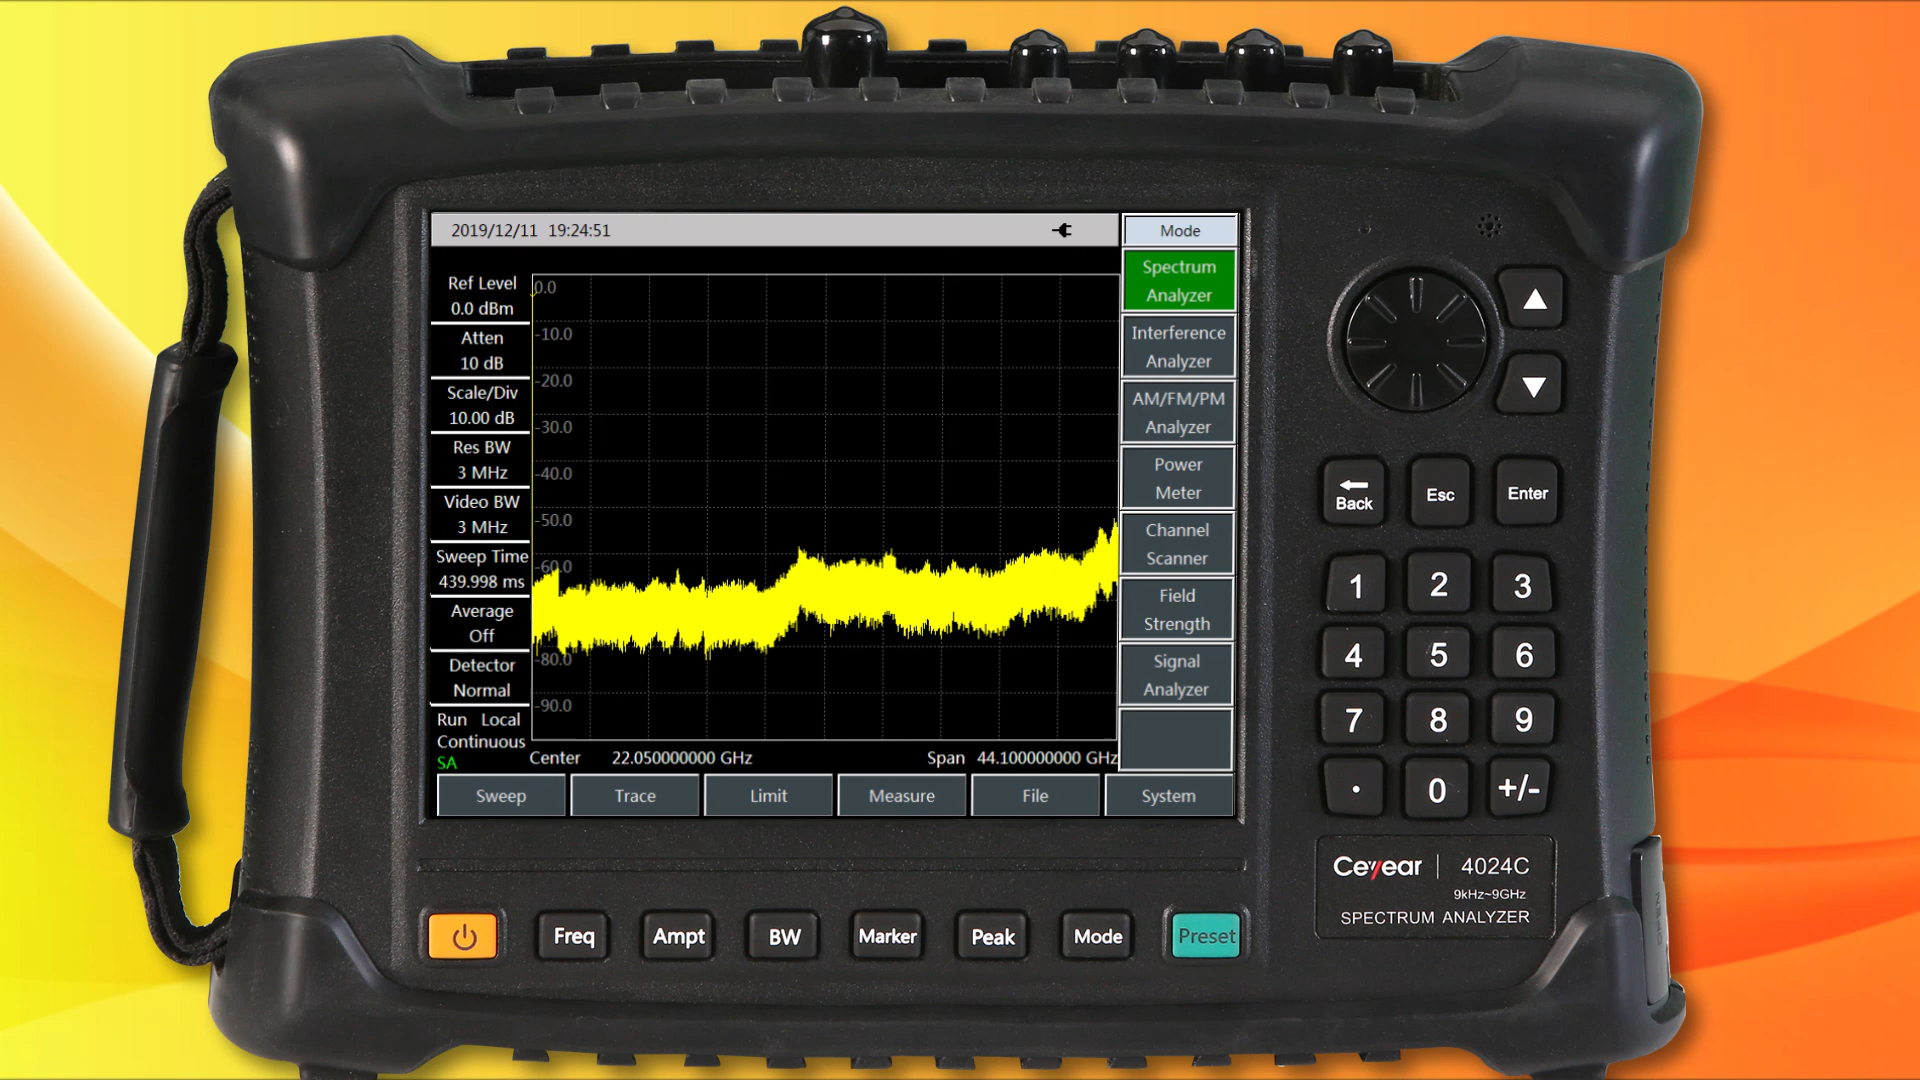 2019/12/11 19:24:51
Mode
Ref Level
0.0 dBm
Atten
10 dB
Scale/Div
10.00 dB
Res BW
3 MHz
Video BW
3 MHz
Sweep Time
439.998 ms
Average
Off
Detector
Normal
Run Local
Continuous
SA
0.0
-10.0
-20.0
-30.0
-40.0
-50.0
-60.0
-80.0
-90.0
Center 22.050000000 GHz Span 44.100000000 GHz
Spectrum
Analyzer
Interference
Analyzer
AM/FM/PM
Analyzer
Power
Meter
Channel
Scanner
Field
Strength
Signal
Analyzer
Sweep Trace Limit Measure File System
Back Esc Enter
1 2 3
4 5 6
7 8 9
. 0 +/-
Ceyear 4024C
9kHz~9GHz
SPECTRUM ANALYZER
Freq Ampt BW Marker Peak Mode Preset
OPEN